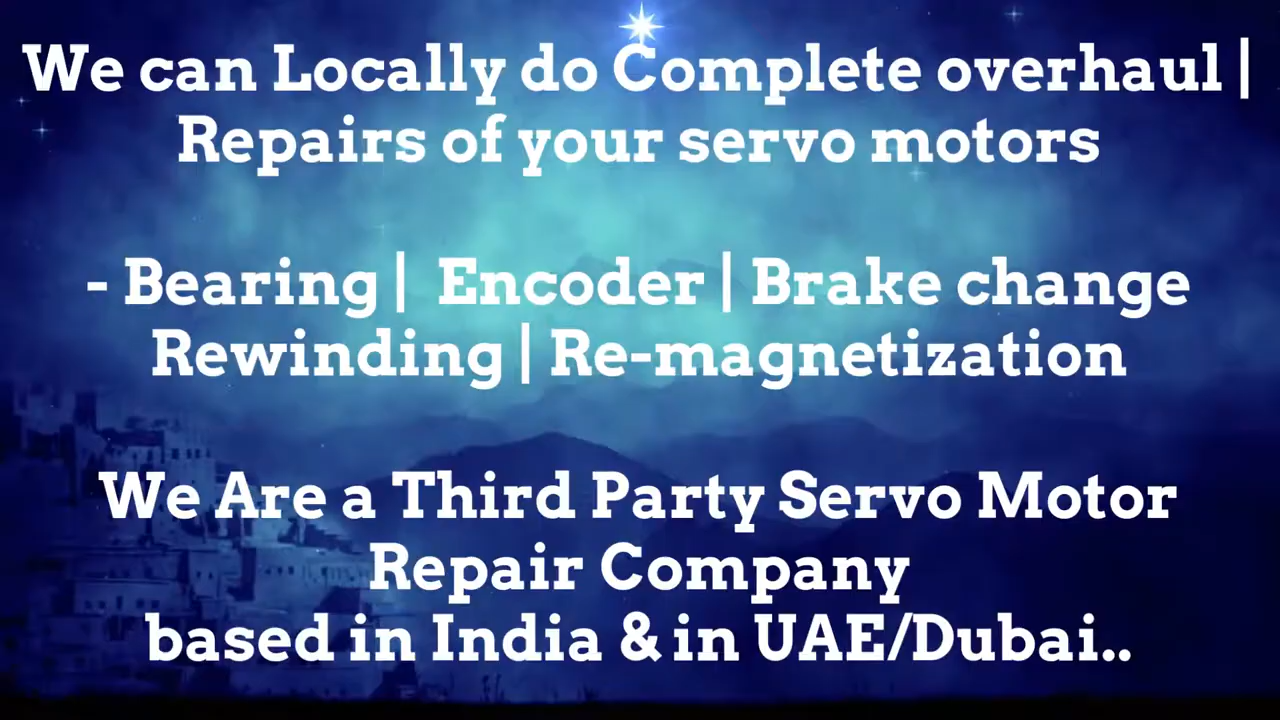 We can Locally do Complete overhaul |
Repairs of your servo motors
- Bearing | Encoder | Brake change
Rewinding | Re-magnetization
We Are a Third Party Servo Motor
Repair Company
based in India & in UAE/Dubai..